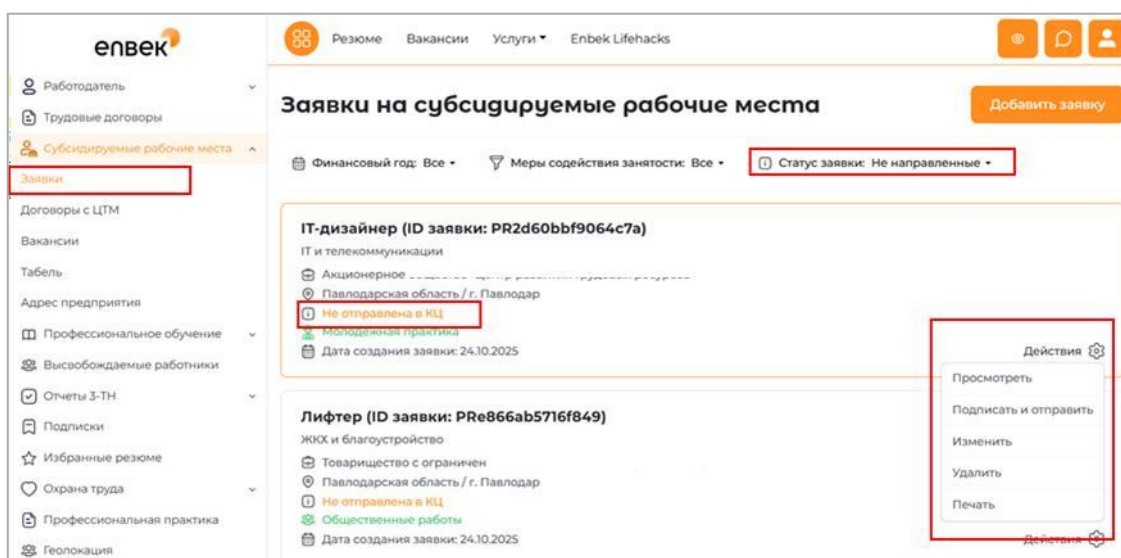 enbek
Резюме Вакансии Услуги Enbek Lifehacks
Работодатель
Трудовые договоры
Субсидируемые рабочие места
Заявки
Договоры с ЦТМ
Вакансии
Табель
Адрес предприятия
Профессиональное обучение
Высвобождаемые работники
Отчеты 3-ТН
Подписки
Избранные резюме
Охрана труда
Профессиональная практика
Геолокация
Заявки на субсидируемые рабочие места
Добавить заявку
Финансовый год: Все
Меры содействия занятости: Все
Статус заявки: Не направленные
IT-дизайнер (ID заявки: PR2d60bbf9064c7a)
IT и телекоммуникации
Акционерное
Павлодарская область / г. Павлодар
Не отправлена в КЦ
Молодежная практика
Дата создания заявки: 24.10.2025
Действия
Просмотреть
Подписать и отправить
Изменить
Удалить
Печать
Лифтер (ID заявки: PRe866ab5716f849)
ЖКХ и благоустройство
Товарищество с ограничен
Павлодарская область / г. Павлодар
Не отправлена в КЦ
Общественные работы
Дата создания заявки: 24.10.2025
Действия